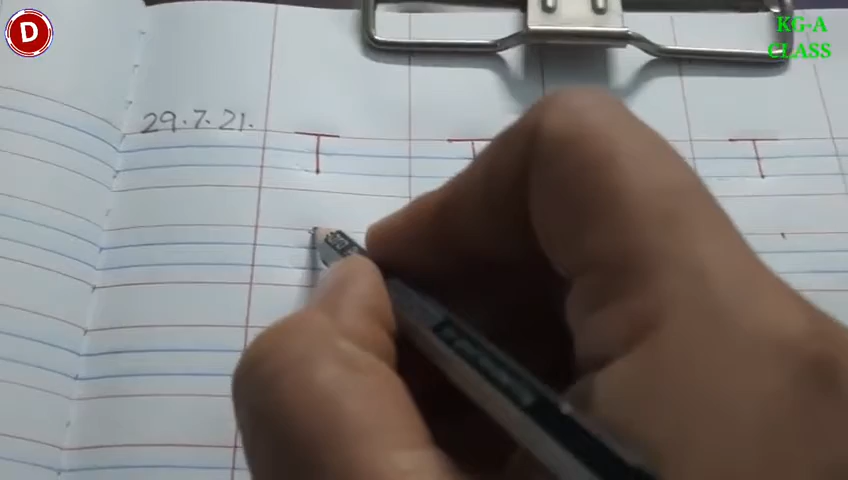 D
KG-A
CLASS
29.7.21.
T T T